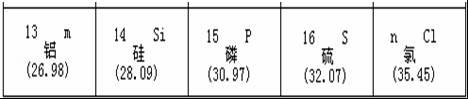 13 m 14 Si 15 P 16 S n Cl
铝 硅 磷 硫 氯
(26.98) (28.09) (30.97) (32.07) (35.45)